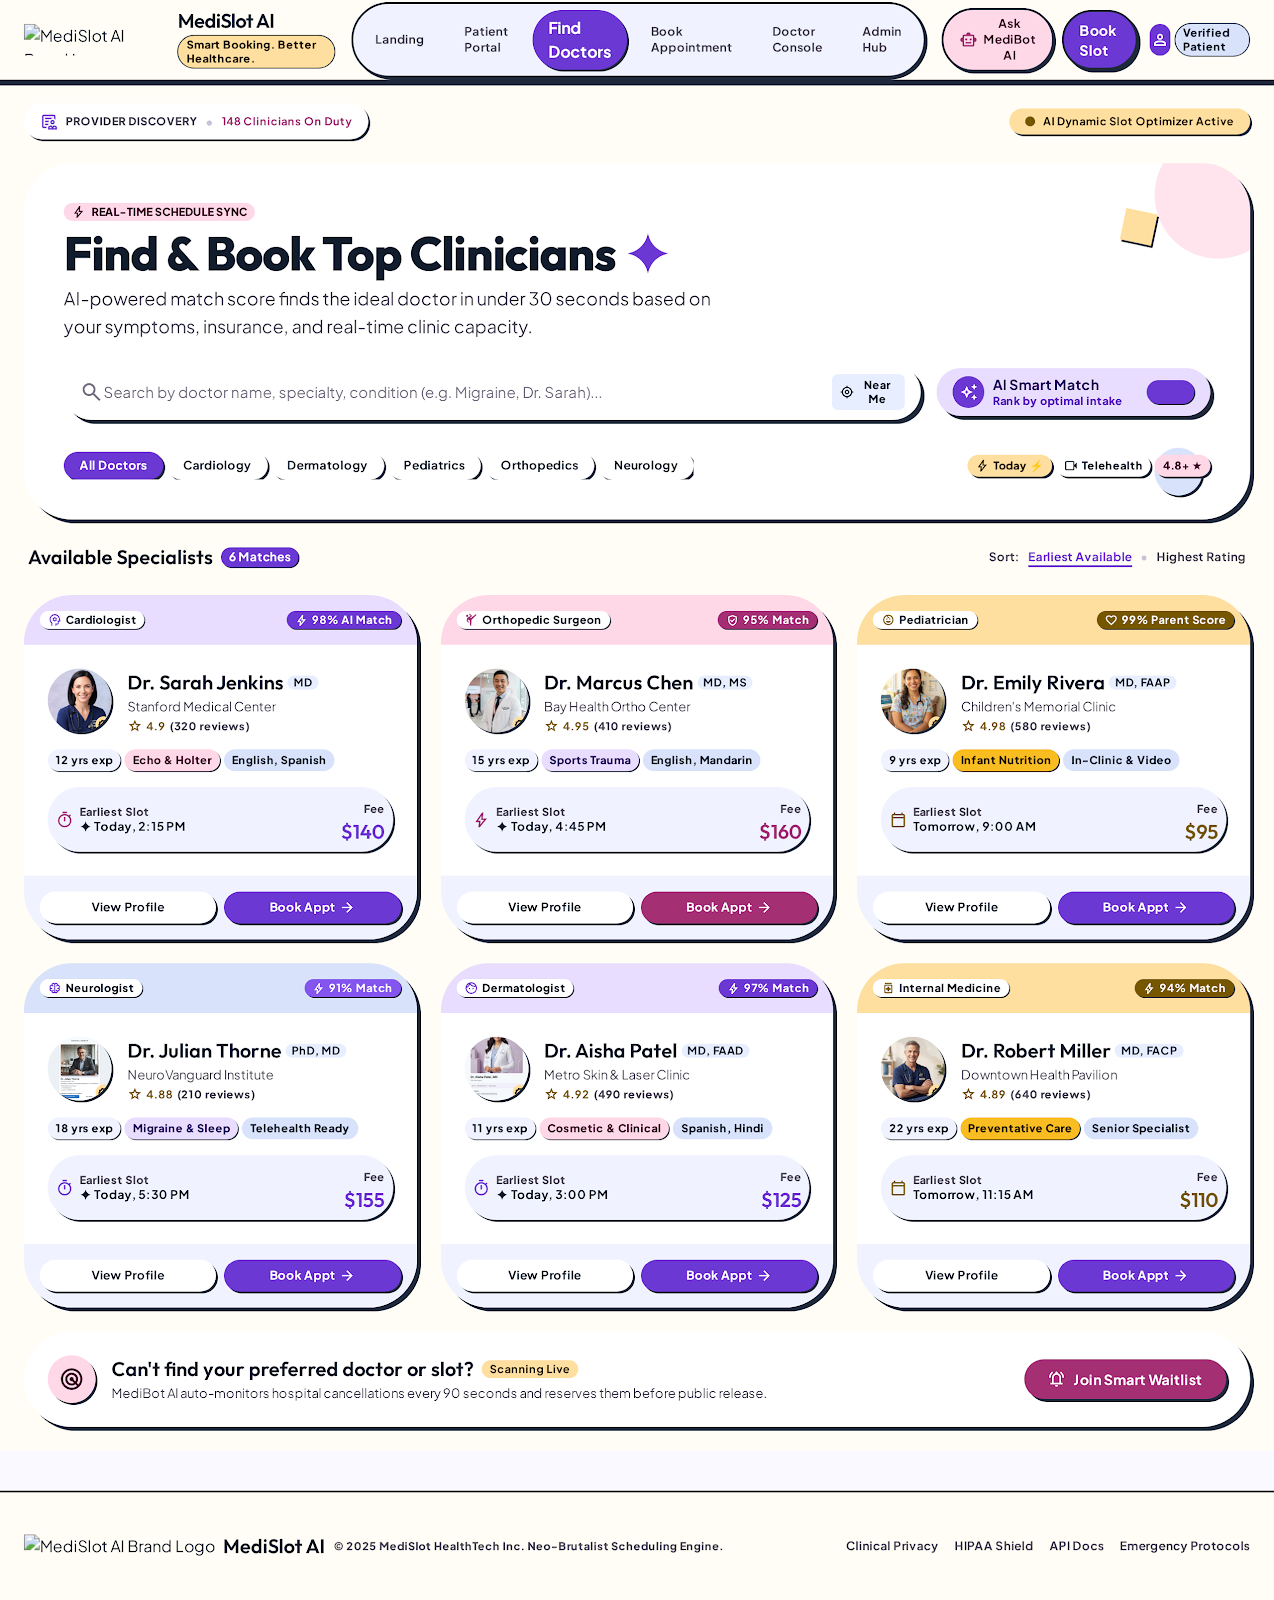 MediSlot AI
MediSlot AI
Smart Booking. Better
Healthcare.
Landing
Patient
Portal
Find
Doctors
Book
Appointment
Doctor
Console
Admin
Hub
Ask
MediBot
AI
Book
Slot
Verified
Patient
PROVIDER DISCOVERY
148 Clinicians On Duty
AI Dynamic Slot Optimizer Active
REAL-TIME SCHEDULE SYNC
Find & Book Top Clinicians ✦
AI-powered match score finds the ideal doctor in under 30 seconds based on
your symptoms, insurance, and real-time clinic capacity.
Search by doctor name, specialty, condition (e.g. Migraine, Dr. Sarah)...
Near
Me
AI Smart Match
Rank by optimal intake
All Doctors
Cardiology
Dermatology
Pediatrics
Orthopedics
Neurology
Today ⚡
Telehealth
4.8+ ★
Available Specialists
6 Matches
Sort:
Earliest Available
Highest Rating
Cardiologist
98% AI Match
Dr. Sarah Jenkins MD
Stanford Medical Center
4.9 (320 reviews)
12 yrs exp
Echo & Holter
English, Spanish
Earliest Slot
✦ Today, 2:15 PM
Fee
$140
View Profile
Book Appt →
Orthopedic Surgeon
95% Match
Dr. Marcus Chen MD, MS
Bay Health Ortho Center
4.95 (410 reviews)
15 yrs exp
Sports Trauma
English, Mandarin
Earliest Slot
✦ Today, 4:45 PM
Fee
$160
View Profile
Book Appt →
Pediatrician
99% Parent Score
Dr. Emily Rivera MD, FAAP
Children's Memorial Clinic
4.98 (580 reviews)
9 yrs exp
Infant Nutrition
In-Clinic & Video
Earliest Slot
Tomorrow, 9:00 AM
Fee
$95
View Profile
Book Appt →
Neurologist
91% Match
Dr. Julian Thorne PhD, MD
NeuroVanguard Institute
4.88 (210 reviews)
18 yrs exp
Migraine & Sleep
Telehealth Ready
Earliest Slot
✦ Today, 5:30 PM
Fee
$155
View Profile
Book Appt →
Dermatologist
97% Match
Dr. Aisha Patel MD, FAAD
Metro Skin & Laser Clinic
4.92 (490 reviews)
11 yrs exp
Cosmetic & Clinical
Spanish, Hindi
Earliest Slot
✦ Today, 3:00 PM
Fee
$125
View Profile
Book Appt →
Internal Medicine
94% Match
Dr. Robert Miller MD, FACP
Downtown Health Pavilion
4.89 (640 reviews)
22 yrs exp
Preventative Care
Senior Specialist
Earliest Slot
Tomorrow, 11:15 AM
Fee
$110
View Profile
Book Appt →
Can't find your preferred doctor or slot?
Scanning Live
MediBot AI auto-monitors hospital cancellations every 90 seconds and reserves them before public release.
Join Smart Waitlist
MediSlot AI Brand Logo
MediSlot AI
© 2025 MediSlot HealthTech Inc. Neo-Brutalist Scheduling Engine.
Clinical Privacy
HIPAA Shield
API Docs
Emergency Protocols